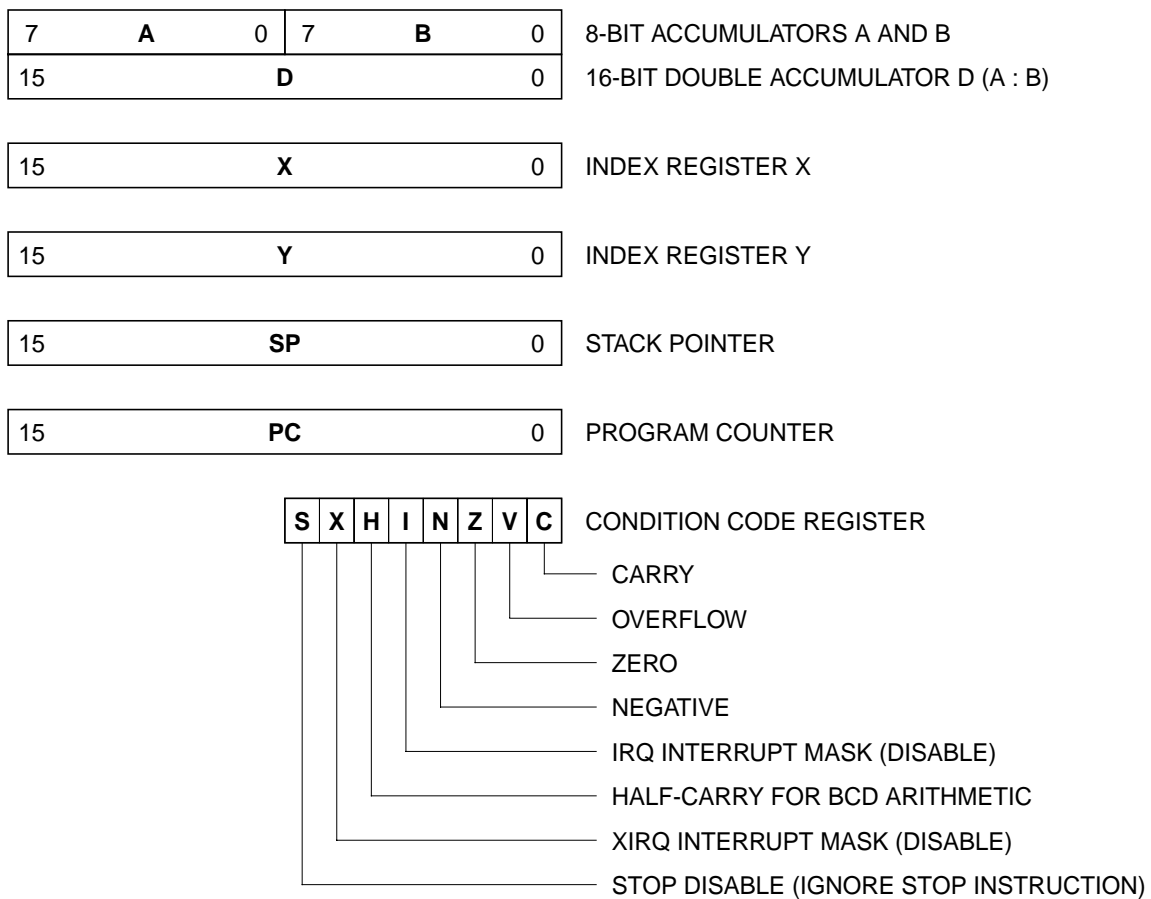 7 A 0 7 B 0 8-BIT ACCUMULATORS A AND B
15 D 0 16-BIT DOUBLE ACCUMULATOR D (A : B)
15 X 0 INDEX REGISTER X
15 Y 0 INDEX REGISTER Y
15 SP 0 STACK POINTER
15 PC 0 PROGRAM COUNTER
S X H I N Z V C CONDITION CODE REGISTER
CARRY
OVERFLOW
ZERO
NEGATIVE
IRQ INTERRUPT MASK (DISABLE)
HALF-CARRY FOR BCD ARITHMETIC
XIRQ INTERRUPT MASK (DISABLE)
STOP DISABLE (IGNORE STOP INSTRUCTION)